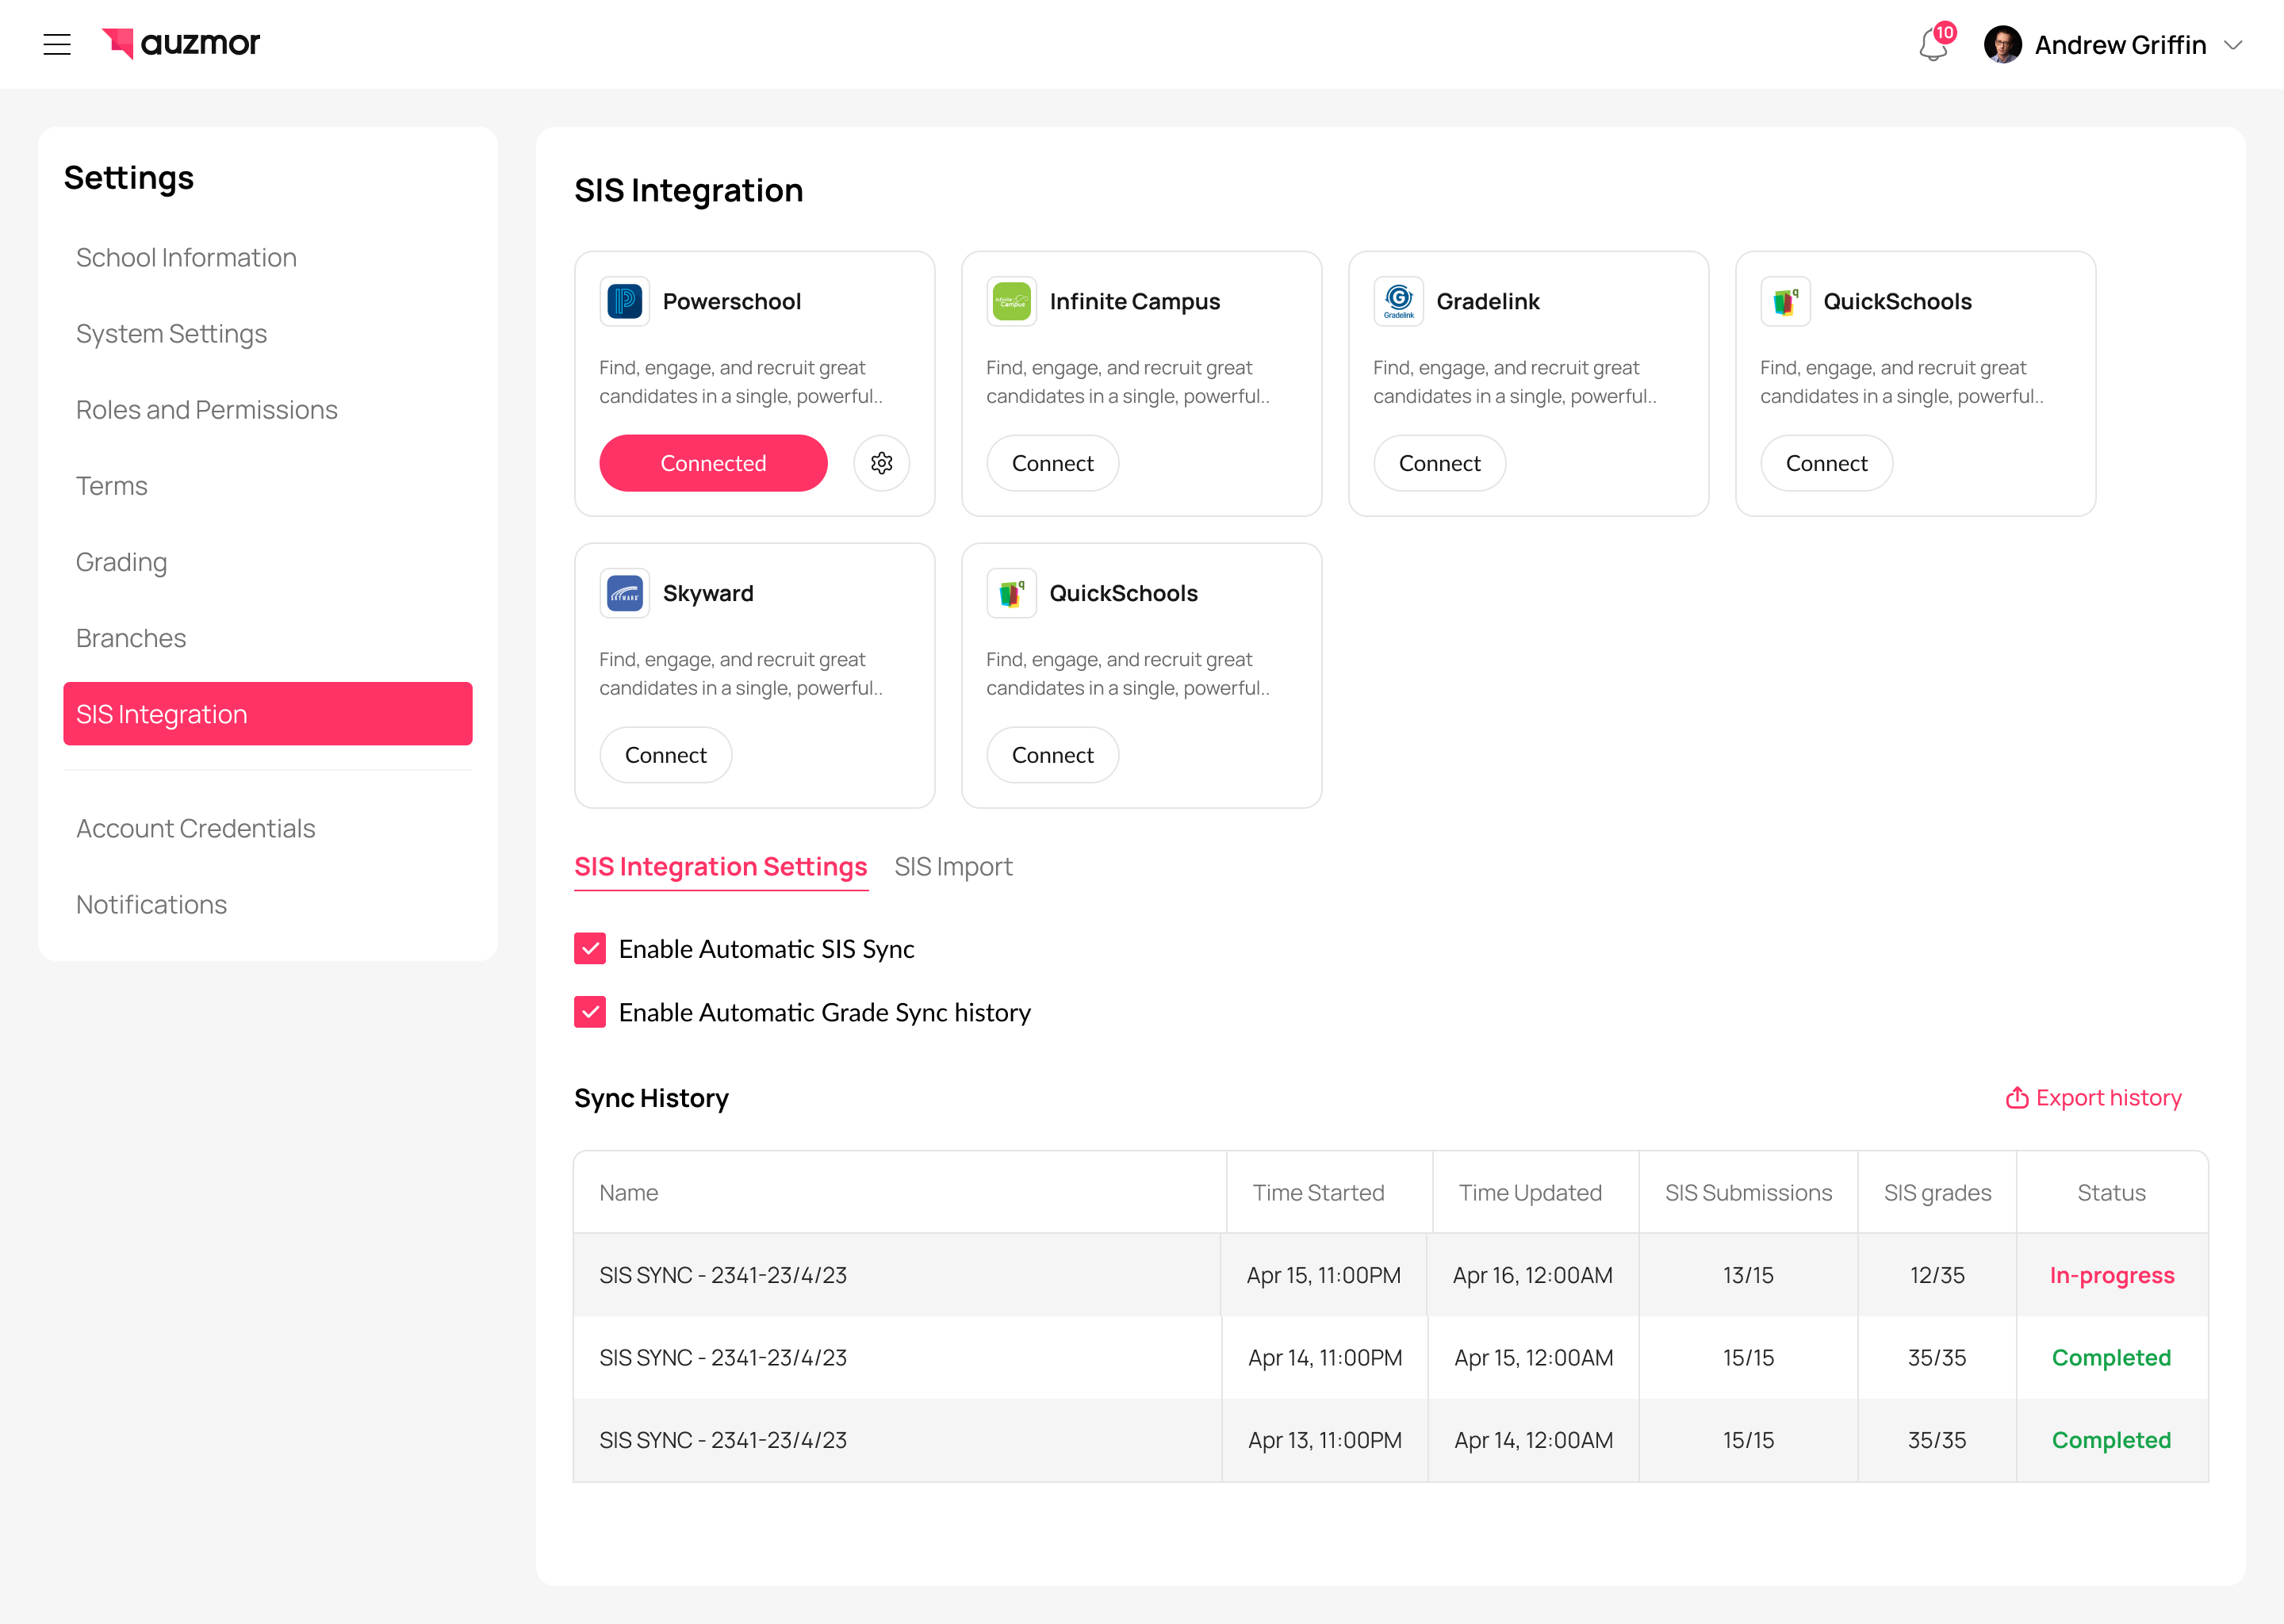 auzmor
10
Andrew Griffin
Settings
School Information
System Settings
Roles and Permissions
Terms
Grading
Branches
SIS Integration
Account Credentials
Notifications
SIS Integration
Powerschool
Find, engage, and recruit great
candidates in a single, powerful..
Connected
Infinite Campus
Infinite Campus
Find, engage, and recruit great
candidates in a single, powerful..
Connect
Gradelink
Gradelink
Find, engage, and recruit great
candidates in a single, powerful..
Connect
q
QuickSchools
Find, engage, and recruit great
candidates in a single, powerful..
Connect
SKYWARD
Skyward
Find, engage, and recruit great
candidates in a single, powerful..
Connect
q
QuickSchools
Find, engage, and recruit great
candidates in a single, powerful..
Connect
SIS Integration Settings SIS Import
Enable Automatic SIS Sync
Enable Automatic Grade Sync history
Sync History Export history
Name Time Started Time Updated SIS Submissions SIS grades Status
SIS SYNC - 2341-23/4/23 Apr 15, 11:00PM Apr 16, 12:00AM 13/15 12/35 In-progress
SIS SYNC - 2341-23/4/23 Apr 14, 11:00PM Apr 15, 12:00AM 15/15 35/35 Completed
SIS SYNC - 2341-23/4/23 Apr 13, 11:00PM Apr 14, 12:00AM 15/15 35/35 Completed